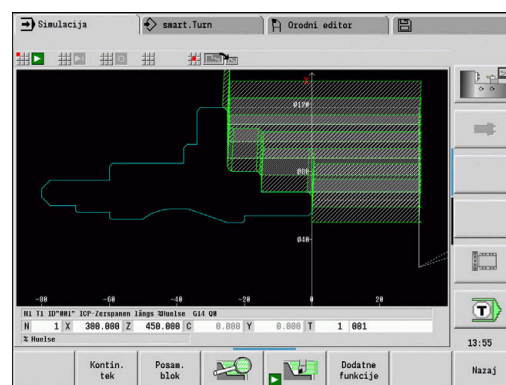 Simulacija smart.Turn Orodni editor
X
Ø120
Ø80
Ø40
-80 -60 -40 -20 0 20
N1 T1 ID"001" ICP-Zerspanen längs %Huelse G14 Q0
N 1 X 300.000 Z 450.000 C 0.000 Y 0.000 T 1 001
% Huelse
T
13:55
Kontin. tek
Posam. blok
Dodatne funkcije
Nazaj